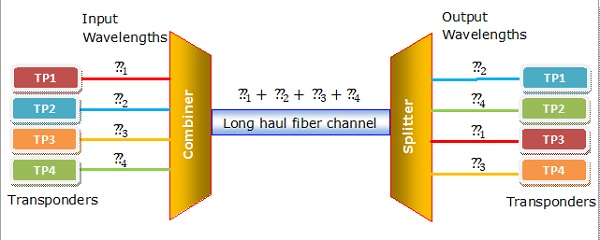 Input
Wavelengths
Output
Wavelengths
TP1
⍰1
TP2
⍰2
TP3
⍰3
TP4
⍰4
Transponders
Combiner
⍰1 + ⍰2 + ⍰3 + ⍰4
Long haul fiber channel
Splitter
⍰2
TP1
⍰4
TP2
⍰1
TP3
⍰3
TP4
Transponders